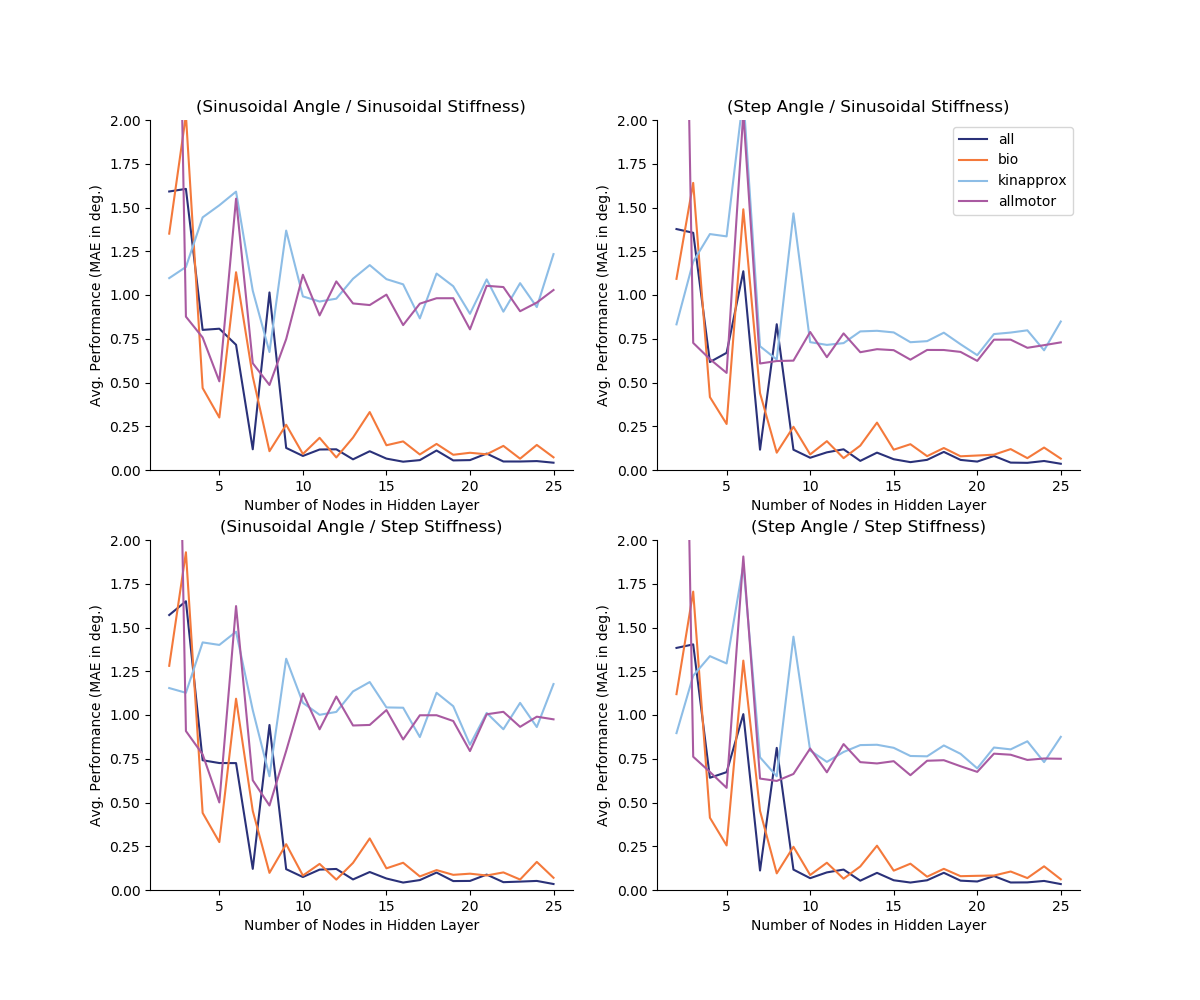 (Sinusoidal Angle / Sinusoidal Stiffness)
Avg. Performance (MAE in deg.)
2.00
1.75
1.50
1.25
1.00
0.75
0.50
0.25
0.00
5 10 15 20 25
Number of Nodes in Hidden Layer
(Step Angle / Sinusoidal Stiffness)
Avg. Performance (MAE in deg.)
2.00
1.75
1.50
1.25
1.00
0.75
0.50
0.25
0.00
all
bio
kinapprox
allmotor
5 10 15 20 25
Number of Nodes in Hidden Layer
(Sinusoidal Angle / Step Stiffness)
Avg. Performance (MAE in deg.)
2.00
1.75
1.50
1.25
1.00
0.75
0.50
0.25
0.00
5 10 15 20 25
Number of Nodes in Hidden Layer
(Step Angle / Step Stiffness)
Avg. Performance (MAE in deg.)
2.00
1.75
1.50
1.25
1.00
0.75
0.50
0.25
0.00
5 10 15 20 25
Number of Nodes in Hidden Layer